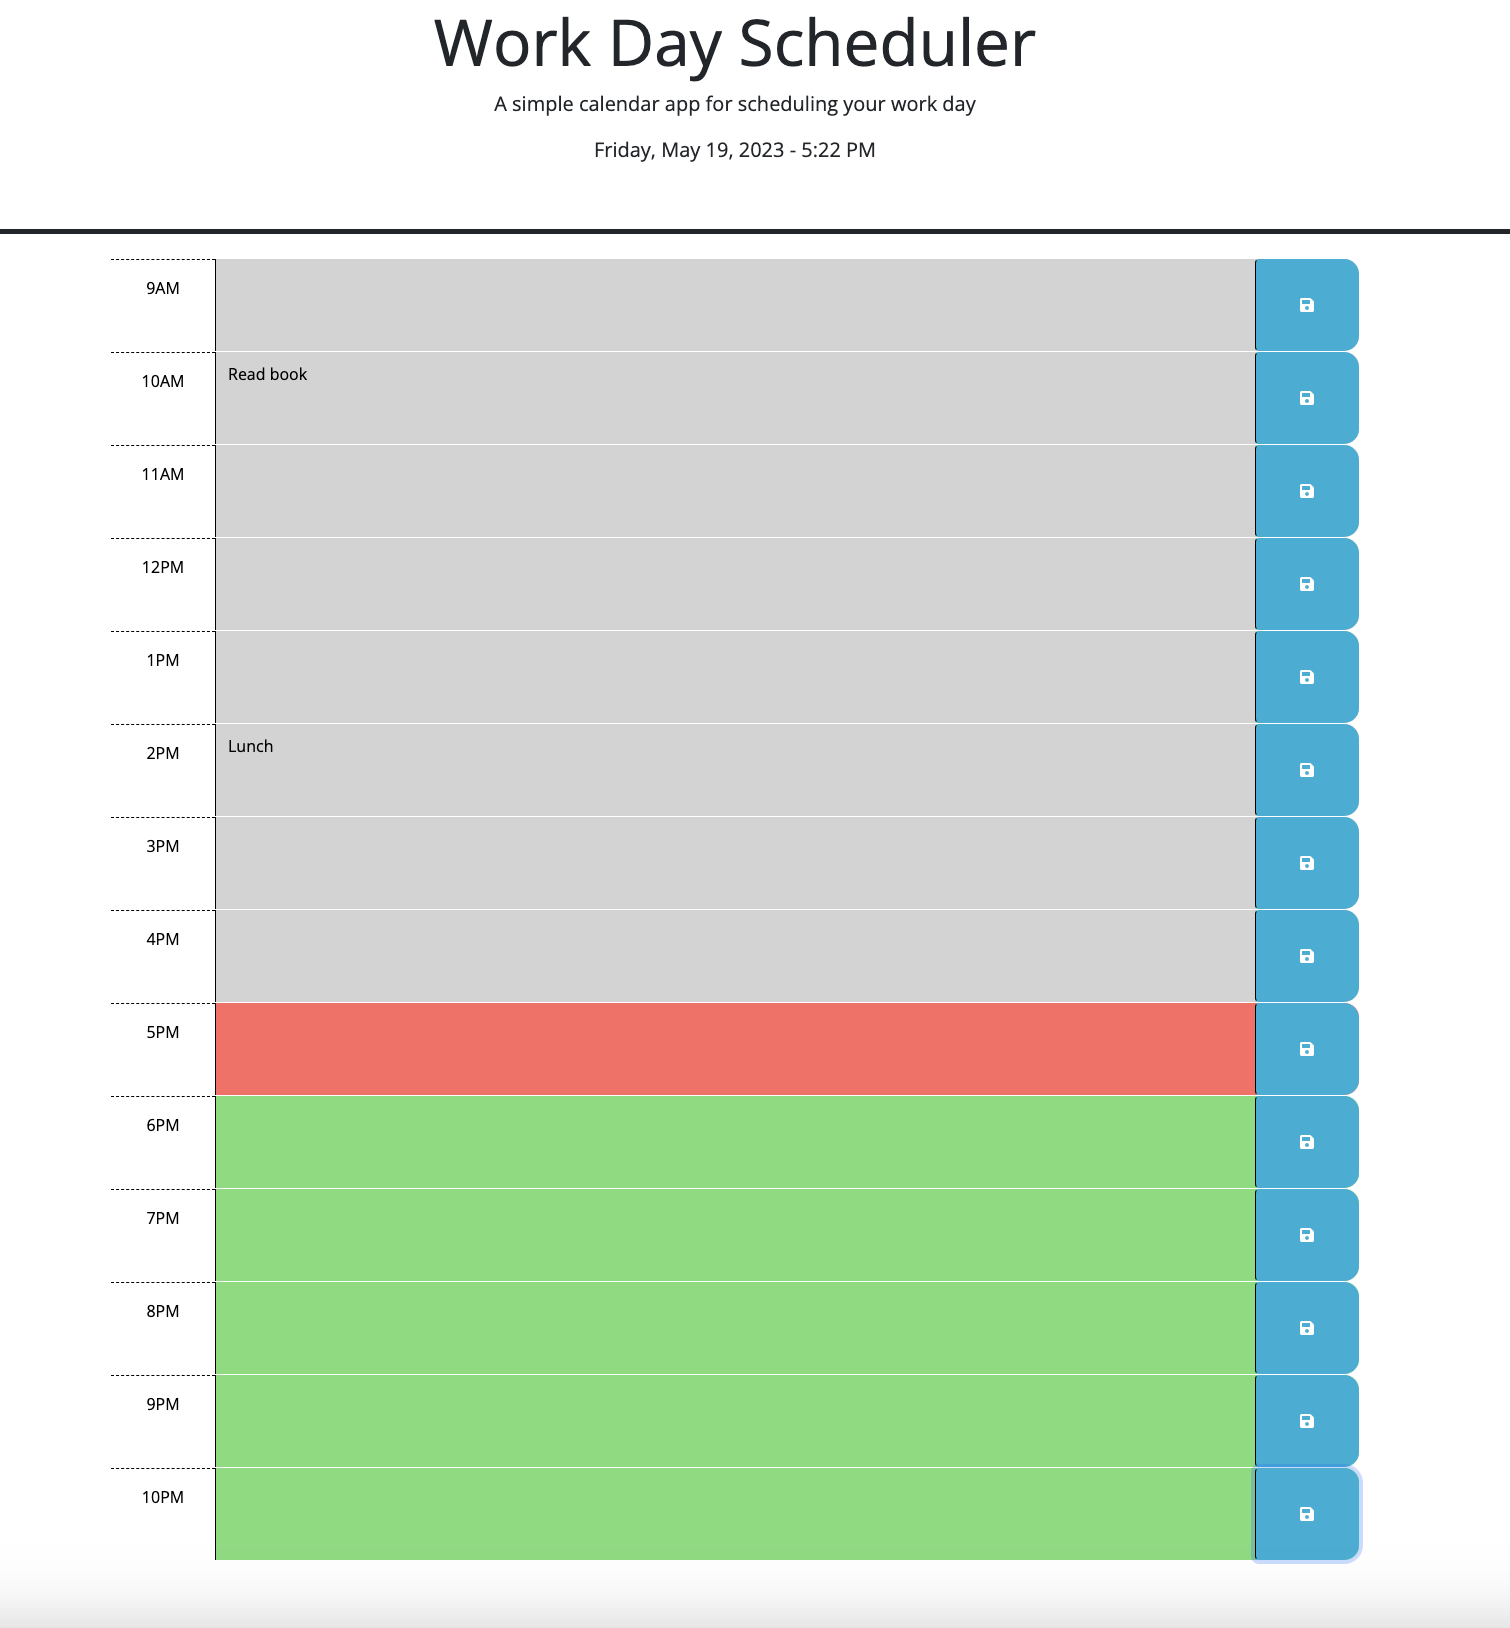 Work Day Scheduler
A simple calendar app for scheduling your work day
Friday, May 19, 2023 - 5:22 PM
9AM
10AM Read book
11AM
12PM
1PM
2PM Lunch
3PM
4PM
5PM
6PM
7PM
8PM
9PM
10PM